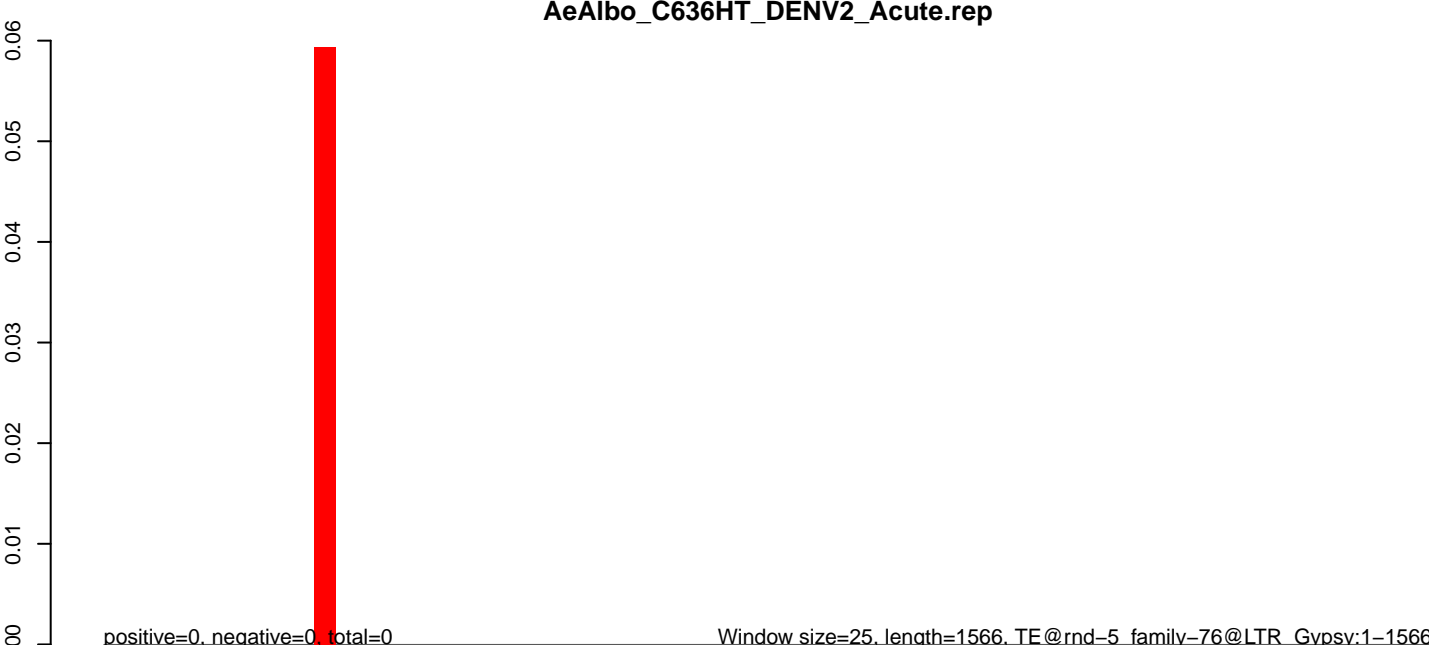 AeAlbo_C636HT_DENV2_Acute.rep
0.06
0.05
0.04
0.03
0.02
0.01
00
positive=0, negative=0, total=0
Window size=25, length=1566, TE@rnd−5_family−76@LTR_Gypsy:1−1566